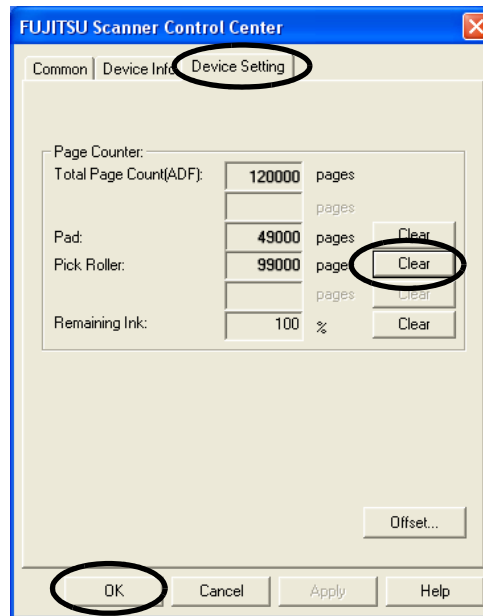 FUJITSU Scanner Control Center
Common Device Info Device Setting
Page Counter:
Total Page Count(ADF): 120000 pages
pages
Pad: 49000 pages Clear
Pick Roller: 99000 page Clear
pages Clear
Remaining Ink: 100 % Clear
Offset...
OK Cancel Apply Help